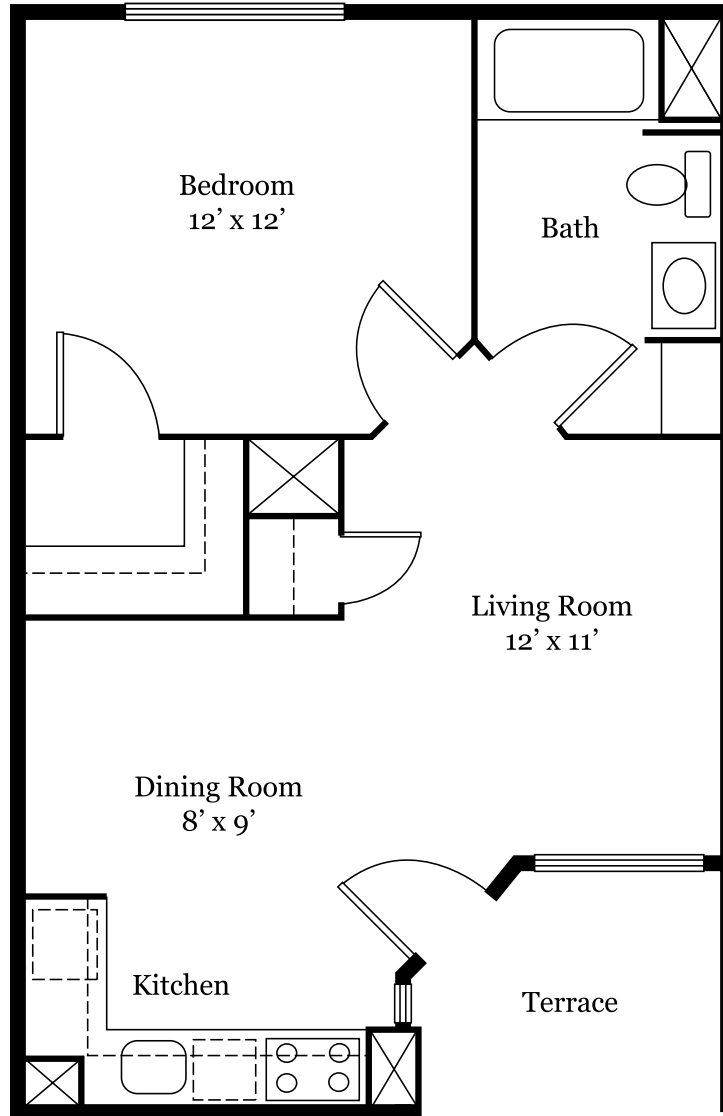 Bedroom
12’ x 12’
Bath
Living Room
12’ x 11’
Dining Room
8’ x 9’
Kitchen
Terrace